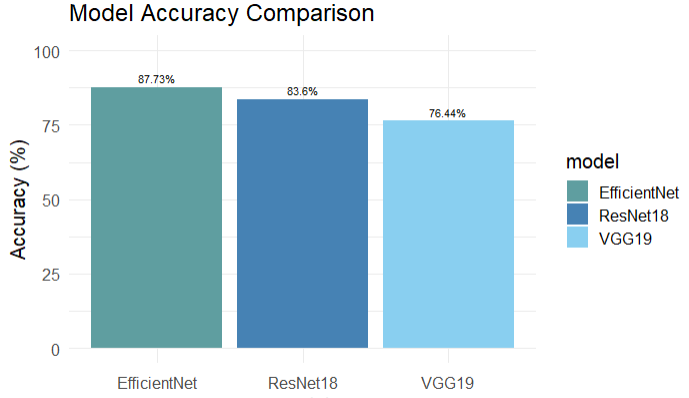 Model Accuracy Comparison
100
75
50
25
0
Accuracy (%)
87.73%
83.6%
76.44%
EfficientNet
ResNet18
VGG19
model
EfficientNet
ResNet18
VGG19